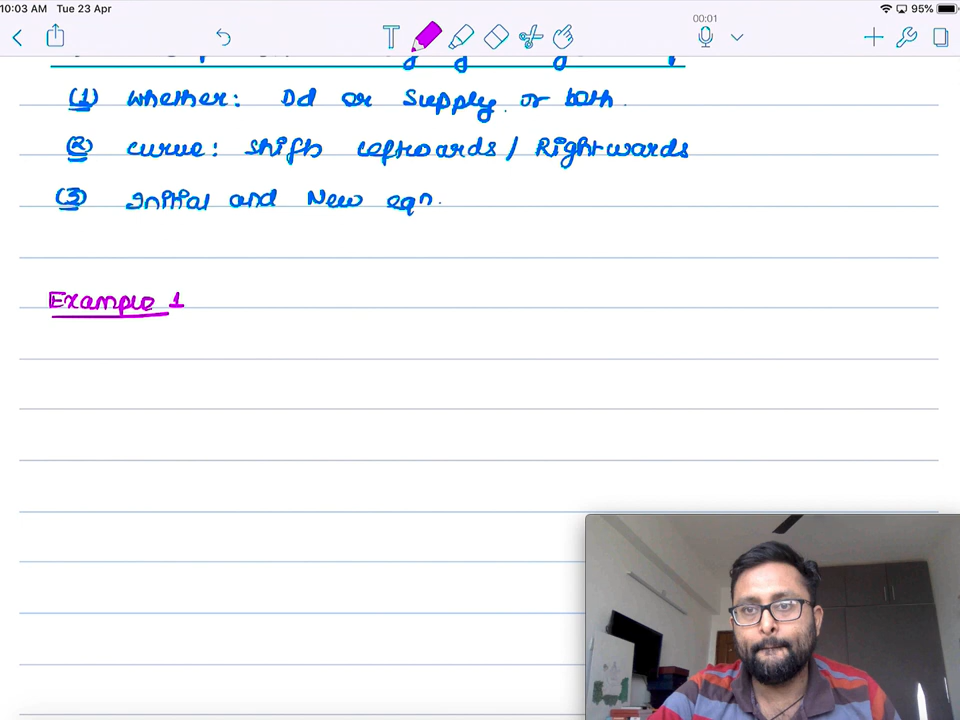 10:03 AM Tue 23 Apr
95%
00:01
T
(1) Whether: Dd or Supply or both.
(2) curve: Shifts Leftwards / Rightwards
(3) Initial and New eqn.
Example 1